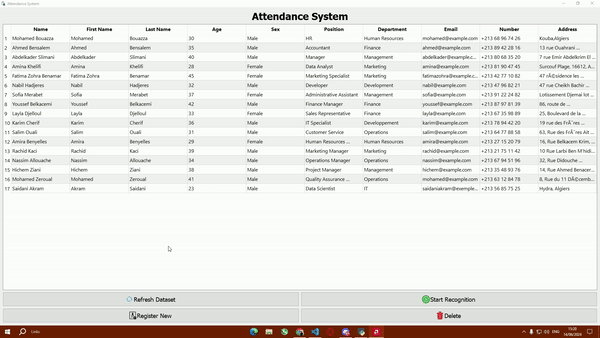 Attendance System
Attendance System
Name First Name Last Name Age Sex Position Department Email Number Address
1 Mohamed Bouazza Mohamed Bouazza 30 Male HR Human Resources mohamed@example.com +213 68 96 74 26 Kouba,Algiers
2 Ahmed Bensalem Ahmed Bensalem 35 Male Accountant Finance ahmed@example.com +213 89 42 28 16 13 rue Ouahrani ...
3 Abdelkader Slimani Abdelkader Slimani 40 Male Manager Management abdelkader@example.c... +213 80 68 35 20 7 rue Emir Abdelkrim El ...
4 Amina Khelifi Amina Khelifi 28 Female Data Analyst Marketing amina@example.com +213 81 90 47 45 Surcouf Plage, 16612, A...
5 Fatima Zohra Benamar Fatima Zohra Benamar 45 Female Marketing Specialist Marketing fatimazohra@example.c... +213 42 77 10 82 47 rÃ©sidence les ...
6 Nabil Hadjeres Nabil Hadjeres 32 Male Developer Development nabil@example.com +213 47 96 82 21 47 rue Cheikh Bachir ...
7 Sofia Merabet Sofia Merabet 37 Female Administrative Assistant Management sofia@example.com +213 91 22 24 82 Lotissement Djemai lot ...
8 Youssef Belkacemi Youssef Belkacemi 42 Male Finance Manager Finance youssef@example.com +213 87 97 81 39 86, route de ...
9 Layla Djelloul Layla Djelloul 33 Female Sales Representative Finance layla@example.com +213 67 35 98 89 25, Boulevard de la ...
10 Karim Cherif Karim Cherif 36 Male IT Specialist Developement karim@example.com +213 78 94 42 20 19 rue des FrÃ¨res ...
11 Salim Ouali Salim Ouali 31 Male Customer Service Operations salim@example.com +213 64 77 88 58 63, rue des FrÃ¨res ...
12 Amira Benyelles Amira Benyelles 29 Female Human Resources ... Human Resources amira@example.com +213 27 15 20 79 16, Rue Belkacem Krim, ...
13 Rachid Kaci Rachid Kaci 39 Male Marketing Manager Marketing rachid@example.com +213 21 75 11 42 10 Rue Larbi Ben M'hidi...
14 Nassim Allouache Nassim Allouache 34 Male Operations Manager Operations nassim@example.com +213 67 94 51 96 32, Rue Didouche ...
15 Hichem Ziani Hichem Ziani 38 Male Project Manager Management hichem@example.com +213 35 48 93 76 14, Rue Ahmed Benacer...
16 Mohamed Zeroual Mohamed Zeroual 41 Male Quality Assurance ... Operations mohamed@example.com +213 63 12 84 78 8, Rue du 11 DÃ©cemb...
17 Saidani Akram Akram Saidani 23 Male Data Scientist IT saidaniakram@exemple... +213 56 85 75 25 Hydra, Algiers
Refresh Dataset Start Recognition
Register New Delete
Links ENG 15:20
14/06/2024